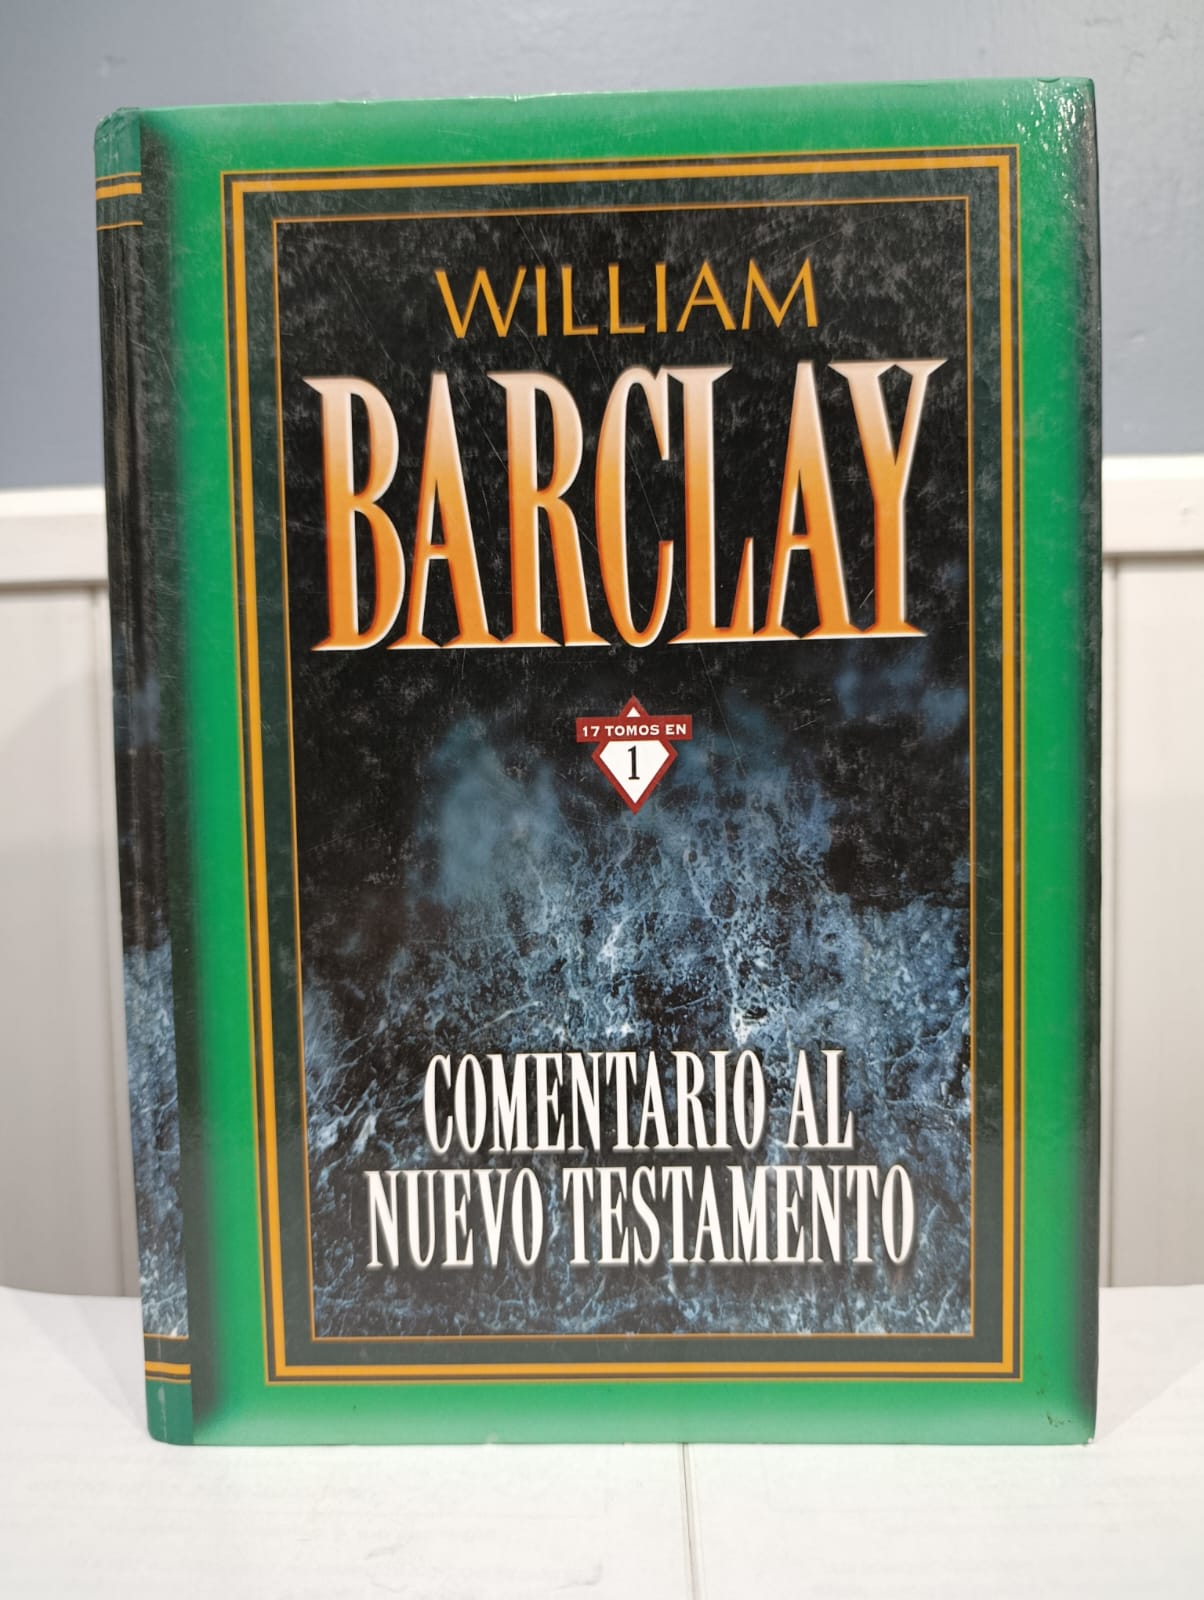 WILLIAM
BARCLAY
17 TOMOS EN
1
COMENTARIO AL
NUEVO TESTAMENTO